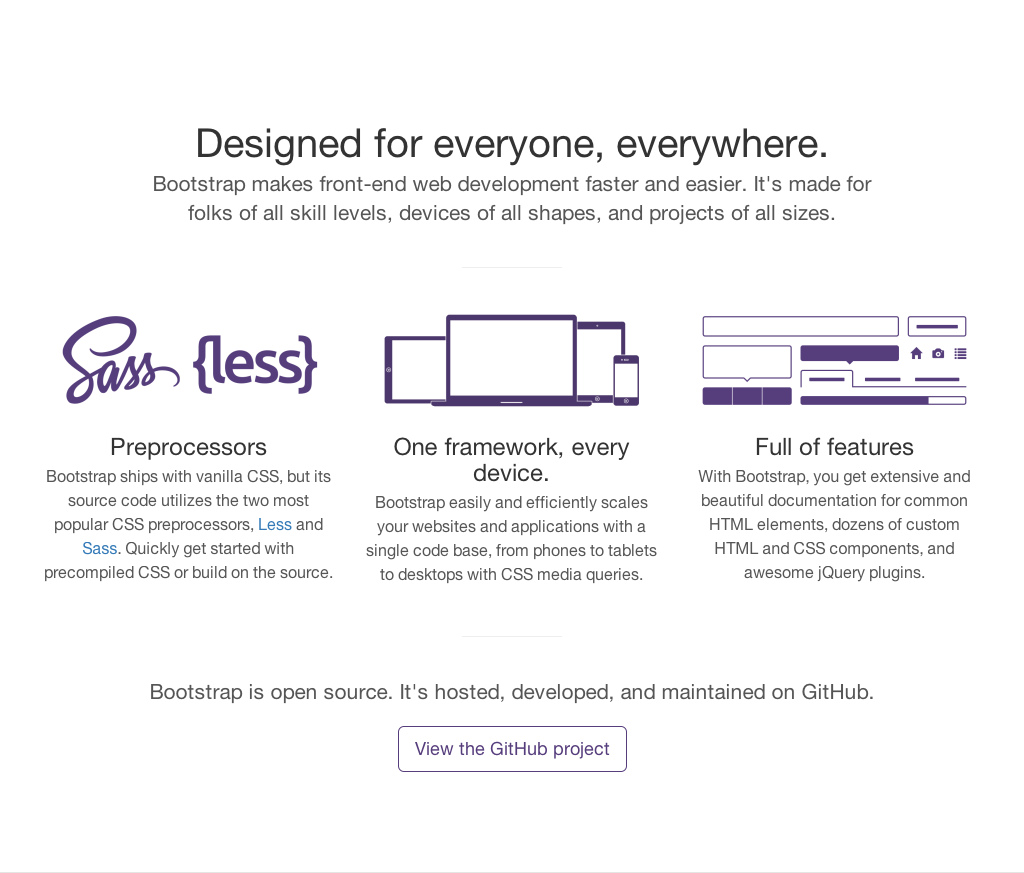 Designed for everyone, everywhere.
Bootstrap makes front-end web development faster and easier. It's made for
folks of all skill levels, devices of all shapes, and projects of all sizes.
Sass {less}
Preprocessors
Bootstrap ships with vanilla CSS, but its
source code utilizes the two most
popular CSS preprocessors, Less and
Sass. Quickly get started with
precompiled CSS or build on the source.
One framework, every
device.
Bootstrap easily and efficiently scales
your websites and applications with a
single code base, from phones to tablets
to desktops with CSS media queries.
Full of features
With Bootstrap, you get extensive and
beautiful documentation for common
HTML elements, dozens of custom
HTML and CSS components, and
awesome jQuery plugins.
Bootstrap is open source. It's hosted, developed, and maintained on GitHub.
View the GitHub project